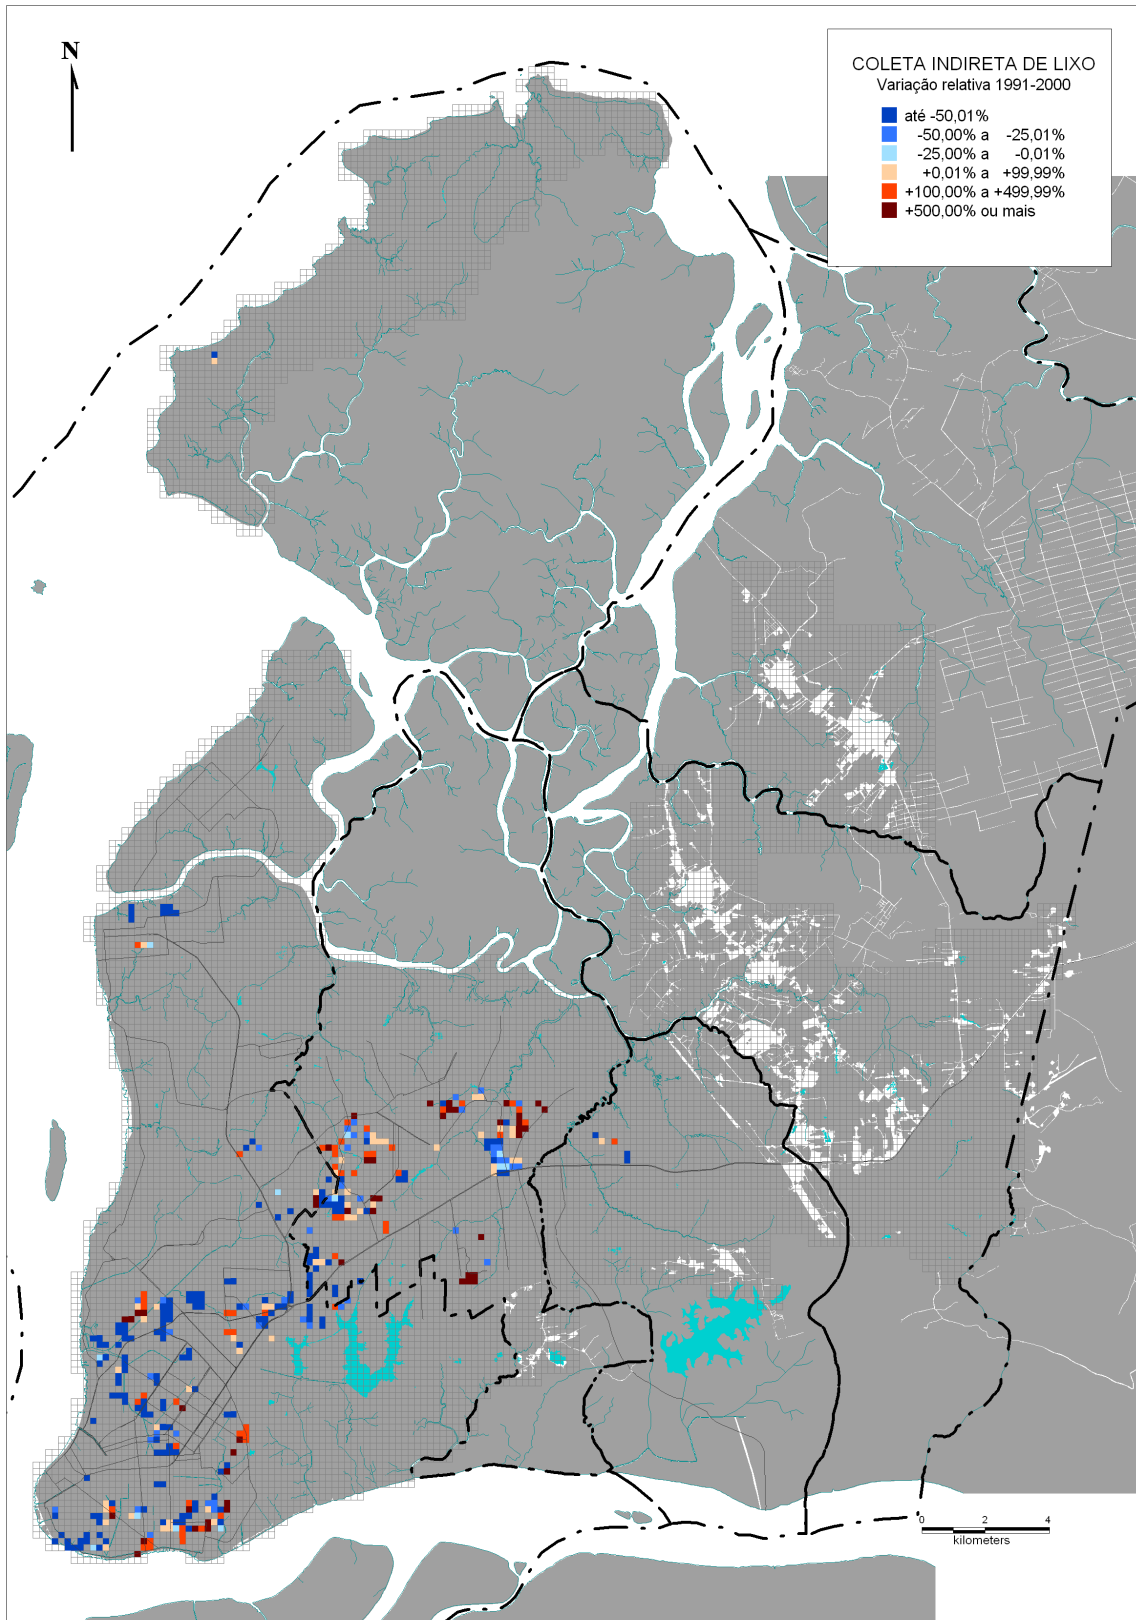 N
COLETA INDIRETA DE LIXO
Variação relativa 1991-2000
até -50,01%
-50,00% a -25,01%
-25,00% a -0,01%
+0,01% a +99,99%
+100,00% a +499,99%
+500,00% ou mais
0 2 4
kilometers